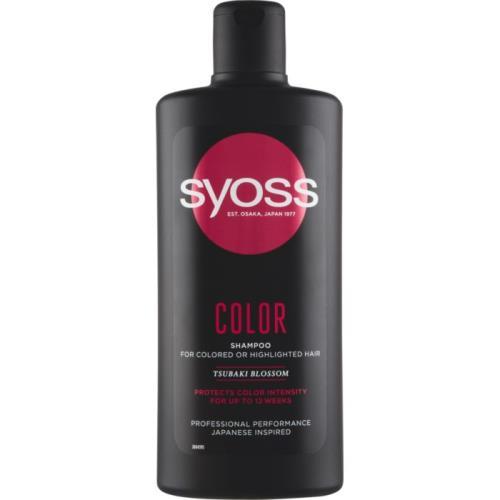 syoss
EST. OSAKA, JAPAN 1977
COLOR
SHAMPOO
FOR COLORED OR HIGHLIGHTED HAIR
TSUBAKI BLOSSOM
PROTECTS COLOR INTENSITY
FOR UP TO 12 WEEKS
PROFESSIONAL PERFORMANCE
JAPANESE INSPIRED